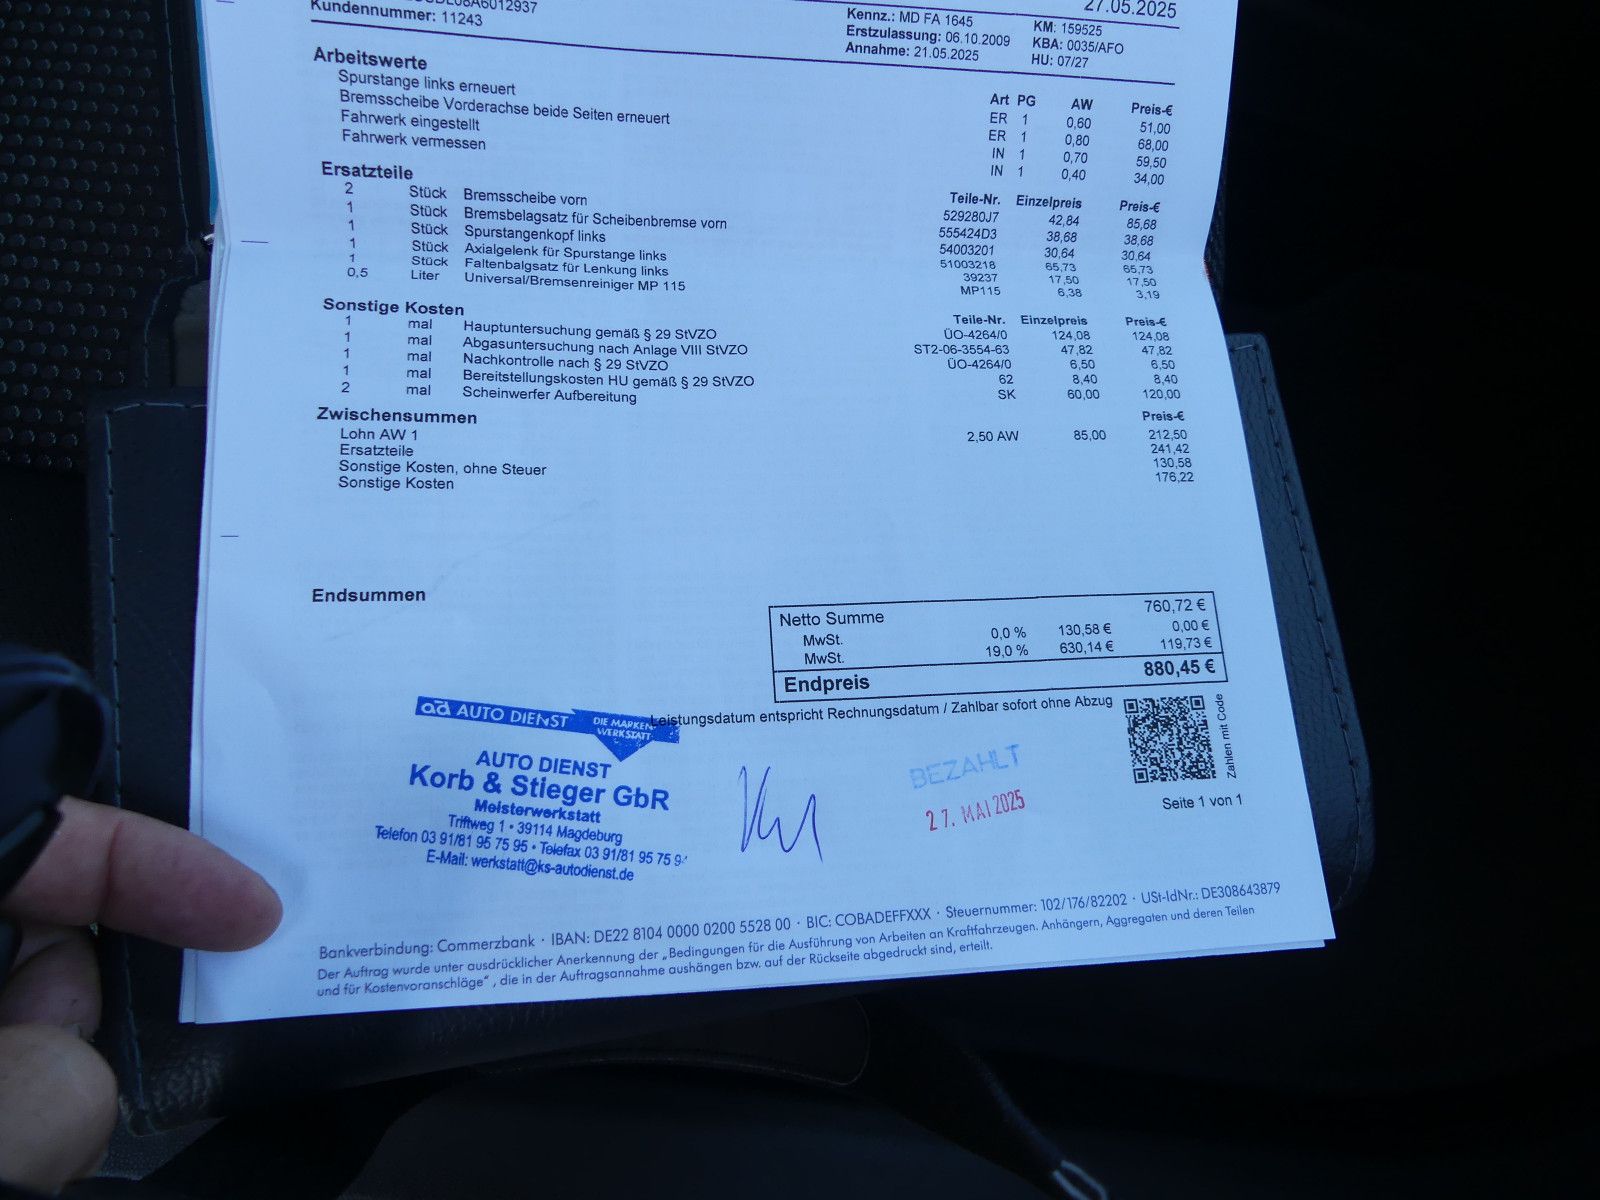 27.05.2025
Kundennummer: 11243
Kennz.: MD FA 1645 KM: 159525
Erstzulassung: 06.10.2009 KBA: 0035/AFO
Annahme: 21.05.2025 HU: 07/27
Arbeitswerte Art PG AW Preis-€
Spurstange links erneuert ER 1 0,60 51,00
Bremsscheibe Vorderachse beide Seiten erneuert ER 1 0,80 68,00
Fahrwerk eingestellt IN 1 0,70 59,50
Fahrwerk vermessen IN 1 0,40 34,00
Ersatzteile Teile-Nr. Einzelpreis Preis-€
2 Stück Bremsscheibe vorn 529280J7 42,84 85,68
1 Stück Bremsbelagsatz für Scheibenbremse vorn 555424D3 38,68 38,68
1 Stück Spurstangenkopf links 54003201 30,64 30,64
1 Stück Axialgelenk für Spurstange links 51003218 65,73 65,73
1 Stück Faltenbalgsatz für Lenkung links 39237 17,50 17,50
0,5 Liter Universal/Bremsenreiniger MP 115 MP115 6,38 3,19
Sonstige Kosten Teile-Nr. Einzelpreis Preis-€
1 mal Hauptuntersuchung gemäß § 29 StVZO ÜO-4264/0 124,08 124,08
1 mal Abgasuntersuchung nach Anlage VIII StVZO ST2-06-3554-63 47,82 47,82
1 mal Nachkontrolle nach § 29 StVZO ÜO-4264/0 6,50 6,50
1 mal Bereitstellungskosten HU gemäß § 29 StVZO 62 8,40 8,40
2 mal Scheinwerfer Aufbereitung SK 60,00 120,00
Zwischensummen Preis-€
Lohn AW 1 2,50 AW 85,00 212,50
Ersatzteile 241,42
Sonstige Kosten, ohne Steuer 130,58
Sonstige Kosten 176,22
Endsummen
Netto Summe 760,72 €
MwSt. 0,0 % 130,58 € 0,00 €
MwSt. 19,0 % 630,14 € 119,73 €
Endpreis 880,45 €
Leistungsdatum entspricht Rechnungsdatum / Zahlbar sofort ohne Abzug
ad AUTO DIENST DIE MARKEN-
WERKSTATT
AUTO DIENST
Korb & Stieger GbR
Meisterwerkstatt
Triftweg 1 • 39114 Magdeburg
Telefon 03 91/81 95 75 95 • Telefax 03 91/81 95 75 9
E-Mail: werkstatt@ks-autodienst.de
BEZAHLT
27. MAI 2025
Zahlen mit Code
Seite 1 von 1
Bankverbindung: Commerzbank · IBAN: DE22 8104 0000 0200 5528 00 · BIC: COBADEFFXXX · Steuernummer: 102/176/82202 · USt-IdNr.: DE308643879
Der Auftrag wurde unter ausdrücklicher Anerkennung der „Bedingungen für die Ausführung von Arbeiten an Kraftfahrzeugen. Anhängern, Aggregaten und deren Teilen
und für Kostenvoranschläge“, die in der Auftragsannahme aushängen bzw. auf der Rückseite abgedruckt sind, erteilt.